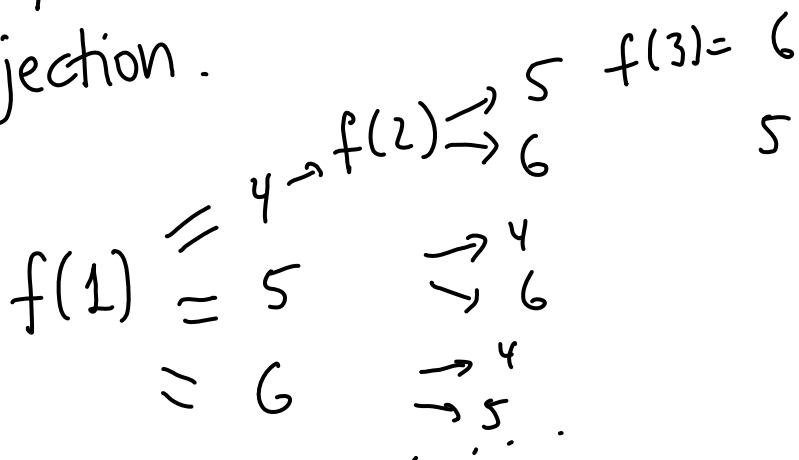 jection.
f(1) = 4 → f(2) → 5 f(3) = 6
→ 6 5
= 5 → 4
→ 6
= 6 → 4
→ 5